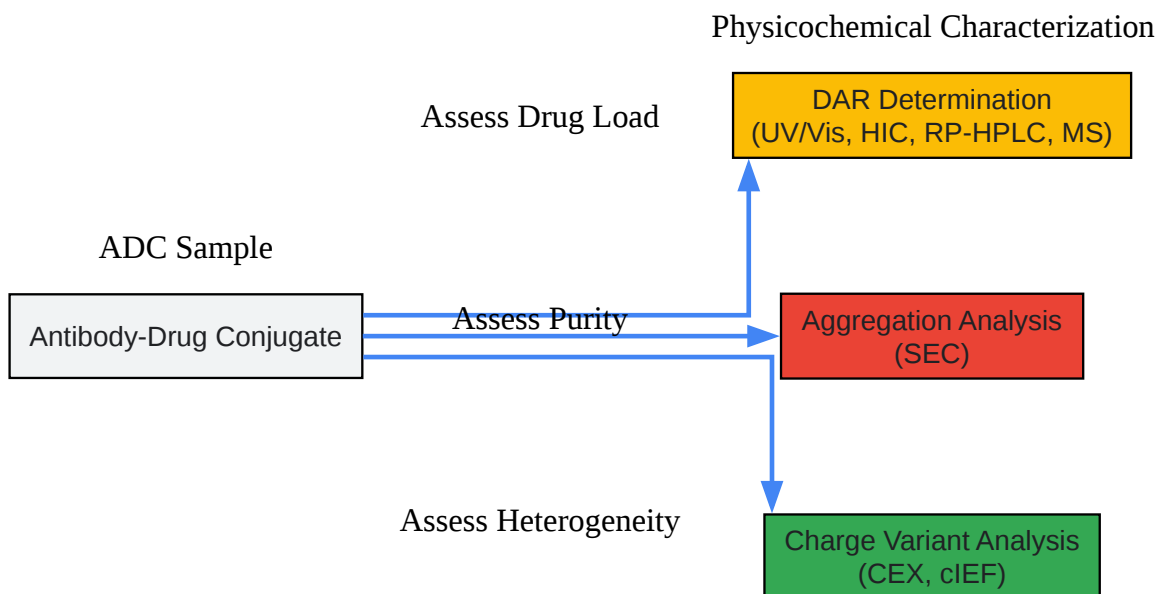 Physicochemical Characterization
DAR Determination
(UV/Vis, HIC, RP-HPLC, MS)
Assess Drug Load
ADC Sample
Antibody-Drug Conjugate
Assess Purity
Aggregation Analysis
(SEC)
Assess Heterogeneity
Charge Variant Analysis
(CEX, cIEF)